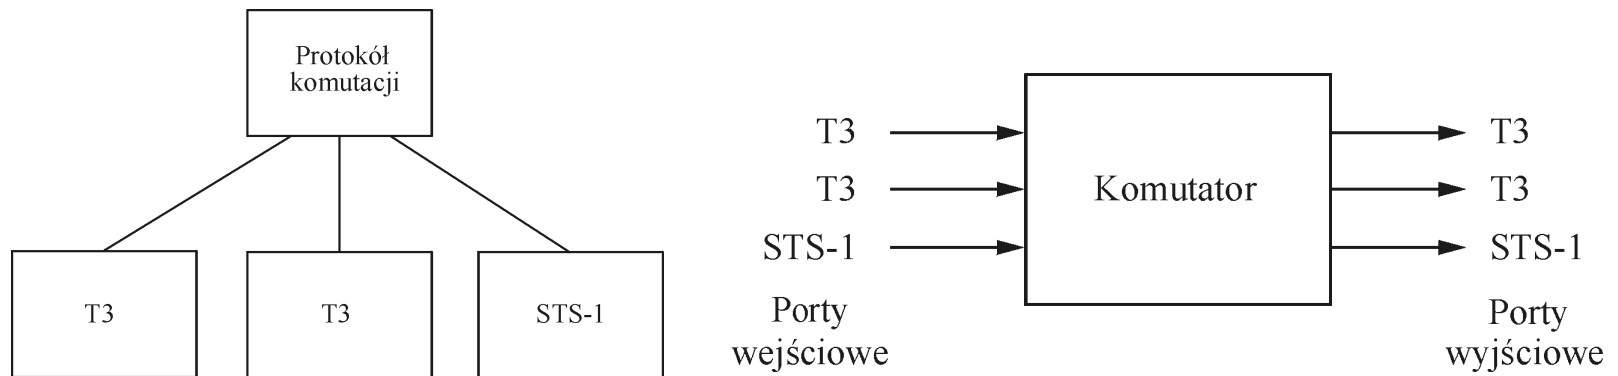 Protokół
komutacji
T3
T3
STS-1
T3
T3
STS-1
Porty
wejściowe
Komutator
T3
T3
STS-1
Porty
wyjściowe